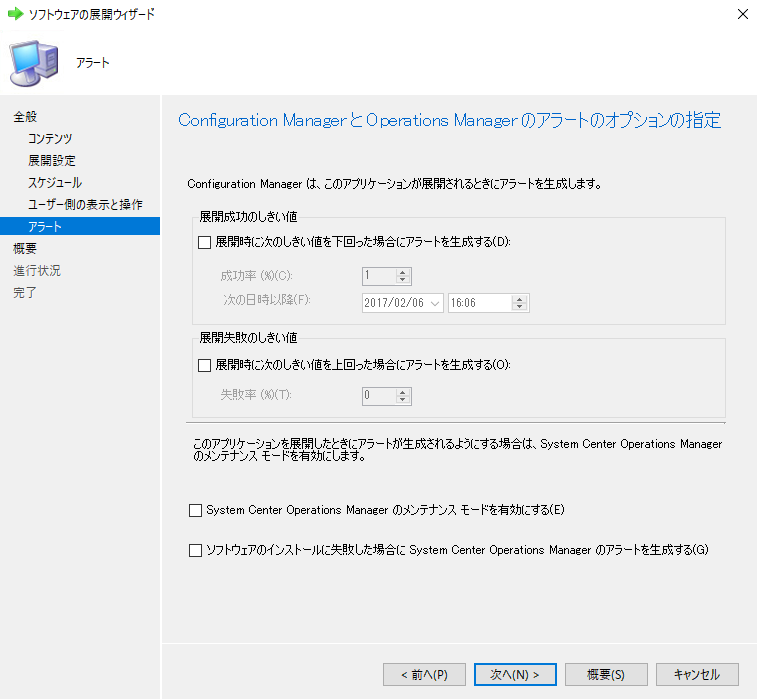 ソフトウェアの展開ウィザード
アラート
全般
コンテンツ
展開設定
スケジュール
ユーザー側の表示と操作
アラート
概要
進行状況
完了
Configuration Manager と Operations Manager のアラートのオプションの指定
Configuration Manager は、このアプリケーションが展開されるときにアラートを生成します。
展開成功のしきい値
展開時に次のしきい値を下回った場合にアラートを生成する(D):
成功率 (%)(C):
1
次の日時以降(F):
2017/02/06
16:06
展開失敗のしきい値
展開時に次のしきい値を上回った場合にアラートを生成する(O):
失敗率 (%)(T):
0
このアプリケーションを展開したときにアラートが生成されるようにする場合は、System Center Operations Manager
のメンテナンス モードを有効にします。
System Center Operations Manager のメンテナンス モードを有効にする(E)
ソフトウェアのインストールに失敗した場合に System Center Operations Manager のアラートを生成する(G)
< 前へ(P)
次へ(N) >
概要(S)
キャンセル